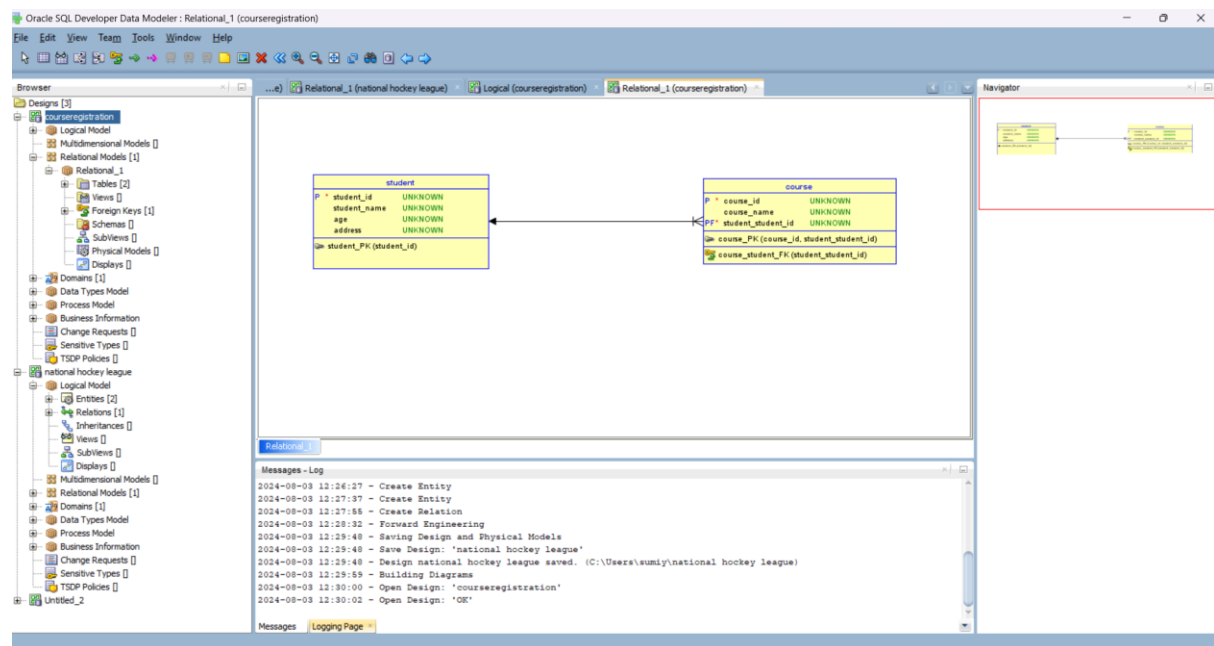 Oracle SQL Developer Data Modeler : Relational_1 (courseregistration)
File Edit View Team Tools Window Help
Browser
Designs [3]
courseregistration
Logical Model
Multidimensional Models []
Relational Models [1]
Relational_1
Tables [2]
Views []
Foreign Keys [1]
Schemas []
SubViews []
Physical Models []
Displays []
Domains [1]
Data Types Model
Process Model
Business Information
Change Requests []
Sensitive Types []
TSDP Policies []
national hockey league
Logical Model
Entities [2]
Relations [1]
Inheritances []
Views []
SubViews []
Displays []
Multidimensional Models []
Relational Models [1]
Domains [1]
Data Types Model
Process Model
Business Information
Change Requests []
Sensitive Types []
TSDP Policies []
Untitled_2
...e) Relational_1 (national hockey league) Logical (courseregistration) Relational_1 (courseregistration)
student
P * student_id UNKNOWN
student_name UNKNOWN
age UNKNOWN
address UNKNOWN
student_PK (student_id)
course
P * course_id UNKNOWN
course_name UNKNOWN
PF* student_student_id UNKNOWN
course_PK (course_id, student_student_id)
course_student_FK (student_student_id)
Relational_1
Messages - Log
2024-08-03 12:26:27 - Create Entity
2024-08-03 12:27:37 - Create Entity
2024-08-03 12:27:55 - Create Relation
2024-08-03 12:28:32 - Forward Engineering
2024-08-03 12:29:48 - Saving Design and Physical Models
2024-08-03 12:29:48 - Save Design: 'national hockey league'
2024-08-03 12:29:48 - Design national hockey league saved. (C:\Users\sumiy\national hockey league)
2024-08-03 12:29:59 - Building Diagrams
2024-08-03 12:30:00 - Open Design: 'courseregistration'
2024-08-03 12:30:02 - Open Design: 'OK'
Messages Logging Page
Navigator